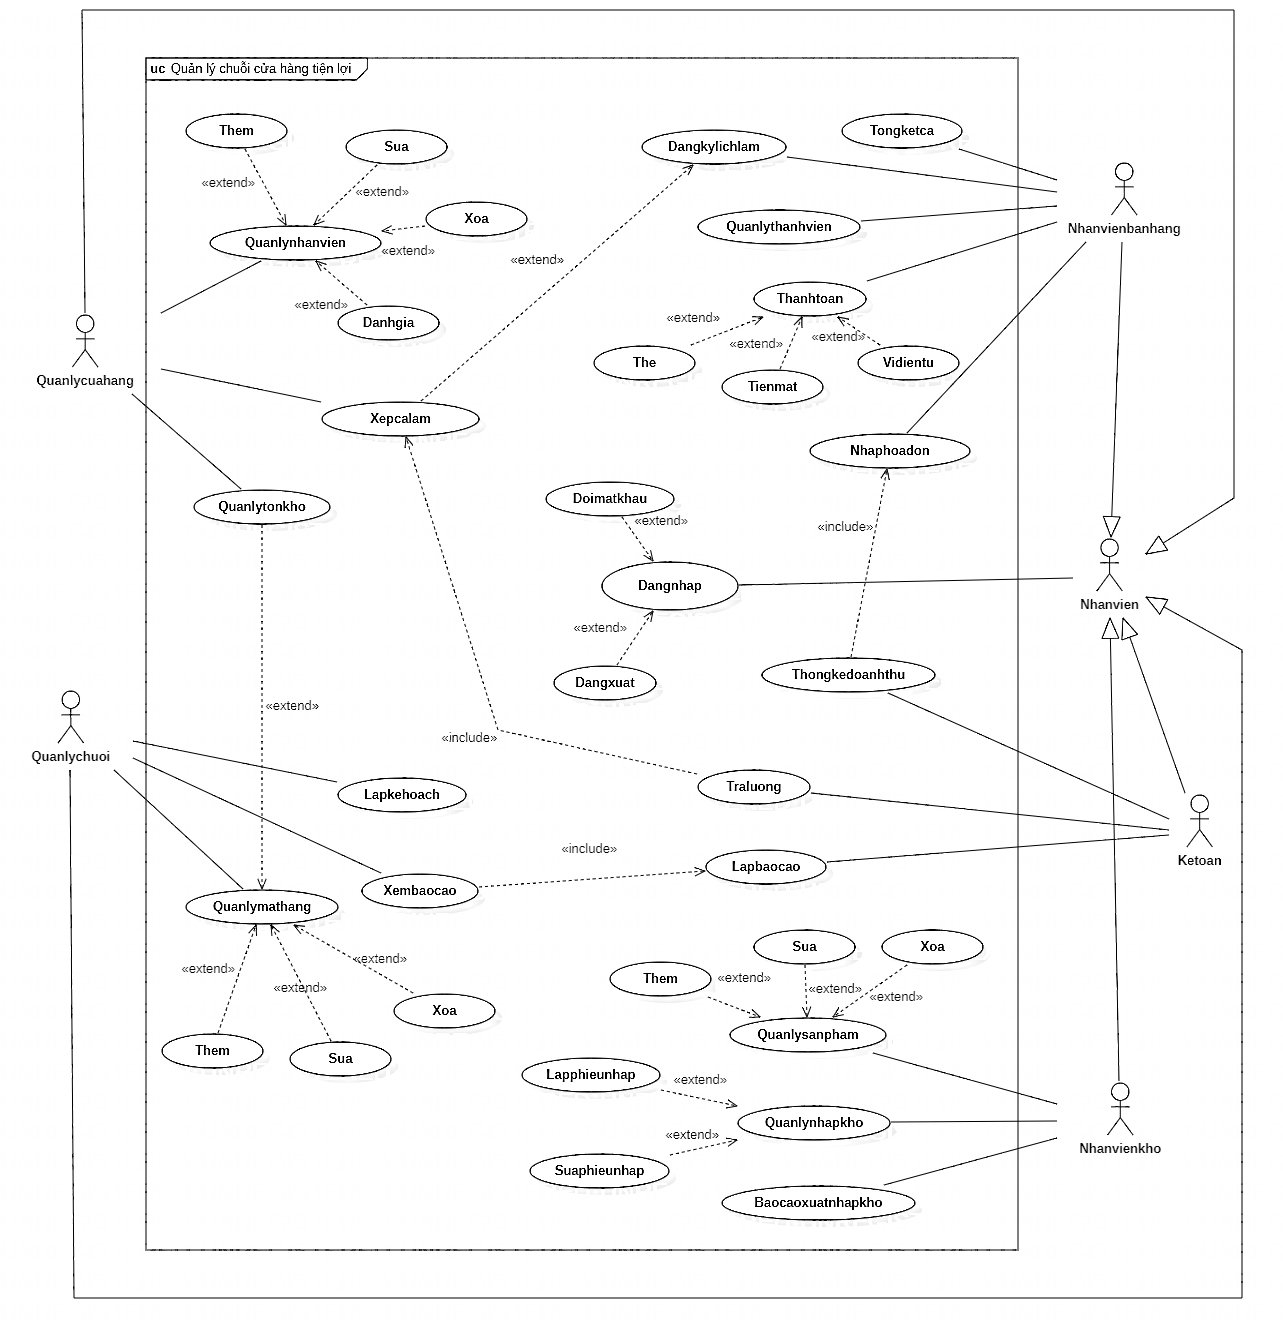 uc Quản lý chuỗi cửa hàng tiện lợi
Them
Sua
Dangkylichlam
Tongketca
«extend»
«extend»
Xoa
Quanlythanhvien
Nhanvienbanhang
Quanlynhanvien
«extend»
«extend»
«extend»
Danhgia
Thanhtoan
«extend»
«extend»
«extend»
The
Tienmat
Vidientu
Quanlycuahang
Xepcalam
Nhaphoadon
Quanlytonkho
Doimatkhau
«extend»
«include»
Dangnhap
Nhanvien
«extend»
Dangxuat
Thongkedoanhthu
«extend»
«include»
Quanlychuoi
Lapkehoach
Traluong
«include»
Lapbaocao
Ketoan
Xembaocao
Quanlymathang
«extend»
«extend»
«extend»
Xoa
Them
Sua
Sua
Xoa
Them
«extend»
«extend»
«extend»
Quanlysanpham
Lapphieunhap
«extend»
Quanlynhapkho
«extend»
Suaphieunhap
Nhanvienkho
Baocaoxuatnhapkho